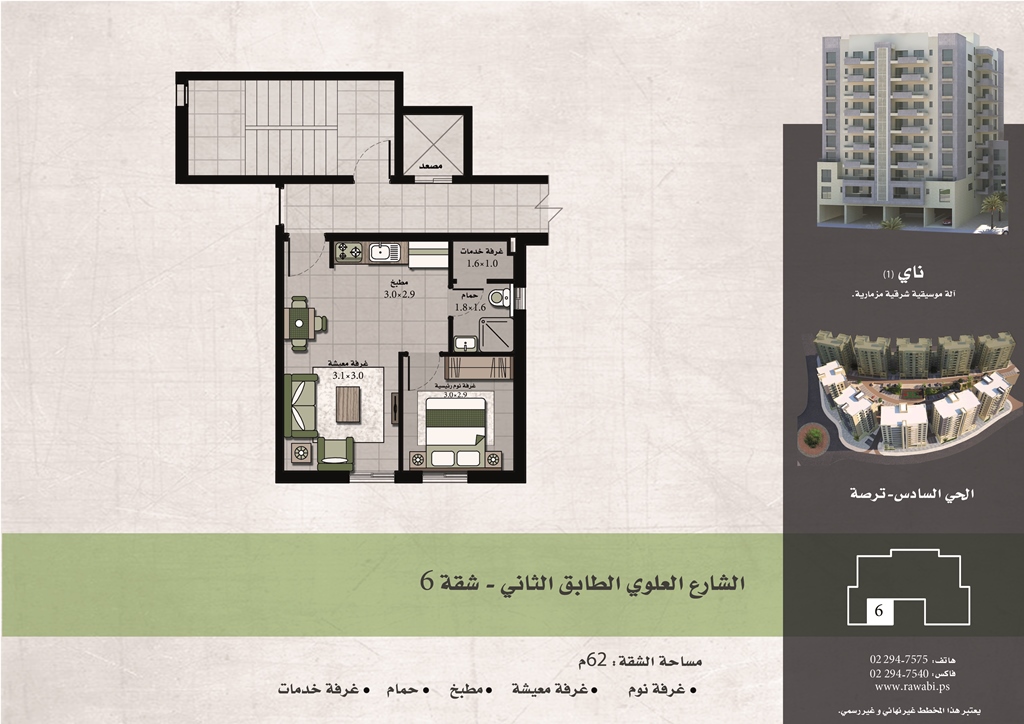 مصعد
غرفة خدمات
1.6×1.0
مطبخ
3.0×2.9
حمام
1.8×1.6
غرفة معيشة
3.1×3.0
غرفة نوم رئيسية
3.0×2.9
ناي (1)
آلة موسيقية شرقية مزمارية.
الحي السادس-ترصة
الشارع العلوي الطابق الثاني - شقة 6
6
مساحة الشقة: 62م
• غرفة نوم • غرفة معيشة • مطبخ • حمام • غرفة خدمات
هاتف: 02 294-7575
فاكس: 02 294-7540
www.rawabi.ps
يعتبر هذا المخطط غير نهائي و غير رسمي.